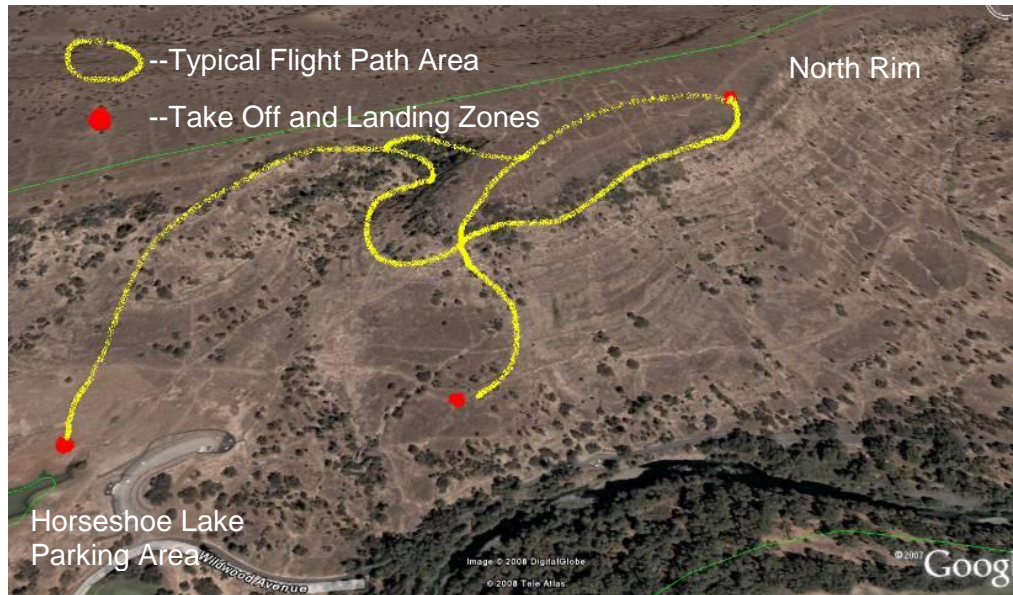 --Typical Flight Path Area
North Rim
--Take Off and Landing Zones
Horseshoe Lake
Parking Area
Wildwood Avenue
Image © 2008 DigitalGlobe
© 2008 Tele Atlas
© 2007
Goog